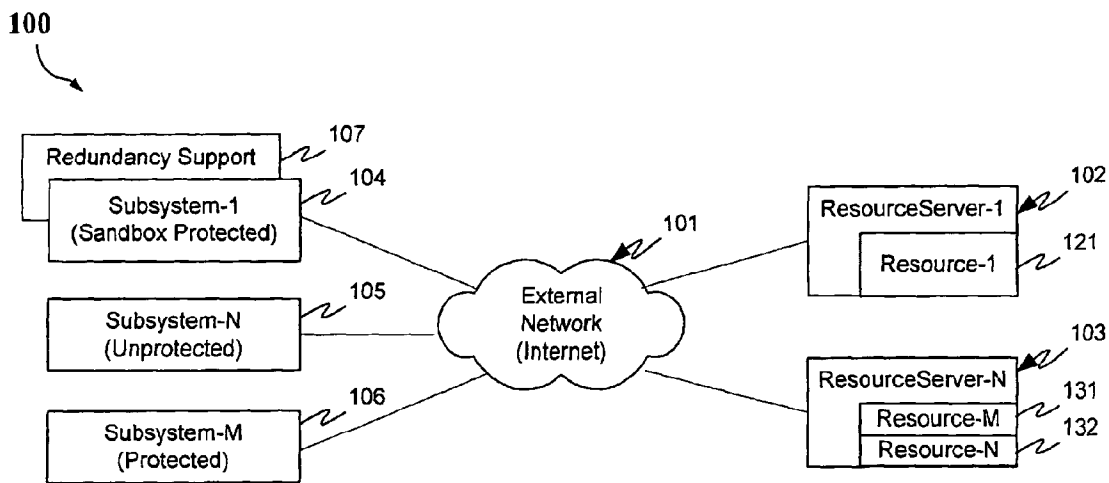 100
107
Redundancy Support
104
Subsystem-1
(Sandbox Protected)
105
Subsystem-N
(Unprotected)
106
Subsystem-M
(Protected)
101
External
Network
(Internet)
102
ResourceServer-1
121
Resource-1
103
ResourceServer-N
131
Resource-M
132
Resource-N